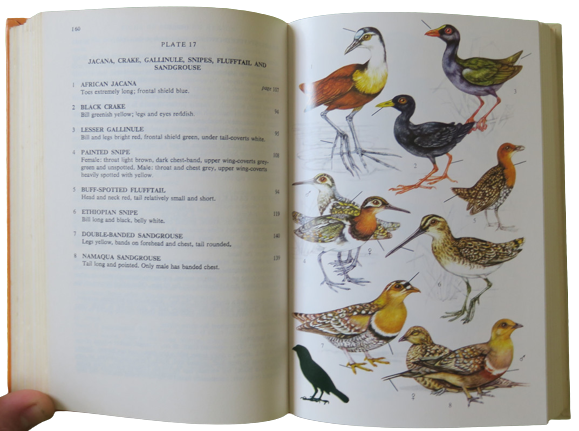 180
PLATE 17
JACANA, CRAKE, GALLINULE, SNIPES, FLUFFTAIL AND
SANDGROUSE
1 AFRICAN JACANA
Toes extremely long; frontal shield blue. page
2 BLACK CRAKE
Bill greenish yellow; legs and eyes reddish.
3 LESSER GALLINULE
Bill and legs bright red, frontal shield green, under tail-coverts white.
4 PAINTED SNIPE
Female: throat light brown, dark chest-band, upper wing-coverts grey-
green and unspotted. Male: throat and chest grey, upper wing-coverts
heavily spotted with yellow.
5 BUFF-SPOTTED FLUFFTAIL
Head and neck red, tail relatively small and short.
6 ETHIOPIAN SNIPE
Bill long and black, belly white.
7 DOUBLE-BANDED SANDGROUSE
Legs yellow, bands on forehead and chest, tail rounded,
8 NAMAQUA SANDGROUSE
Tail long and pointed. Only male has banded chest.